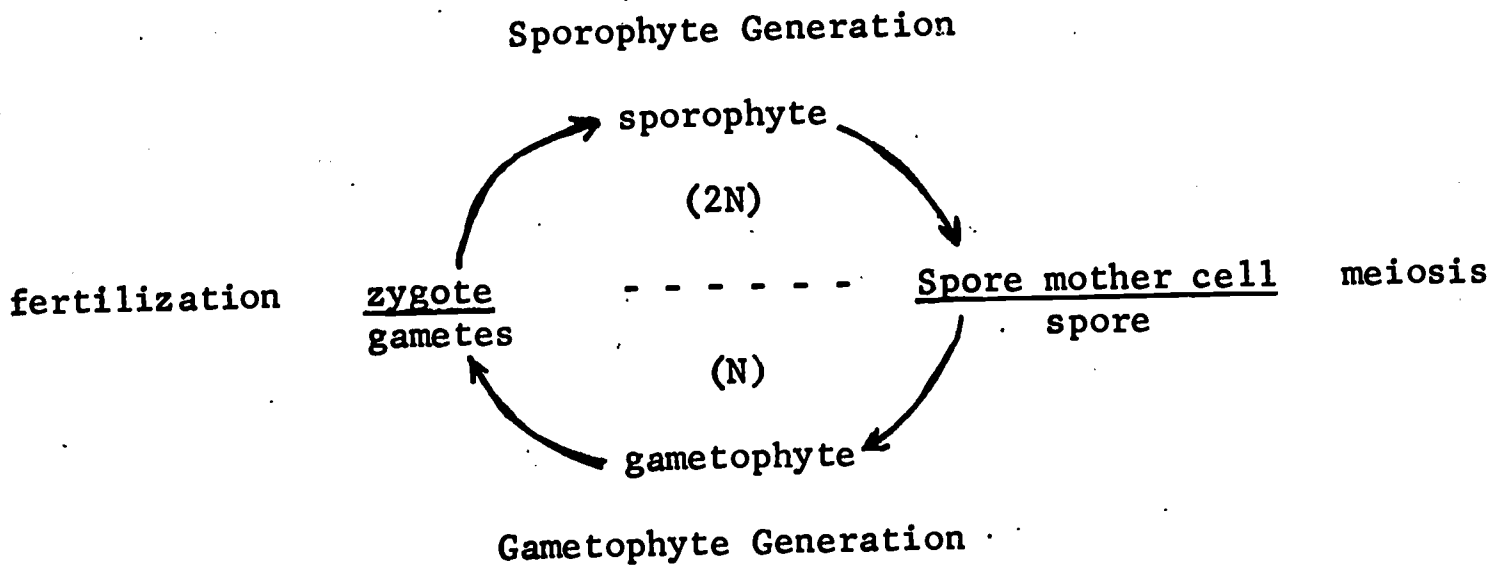 Sporophyte Generation
sporophyte
(2N)
fertilization zygote - - - - - - Spore mother cell meiosis
gametes spore
(N)
gametophyte
Gametophyte Generation